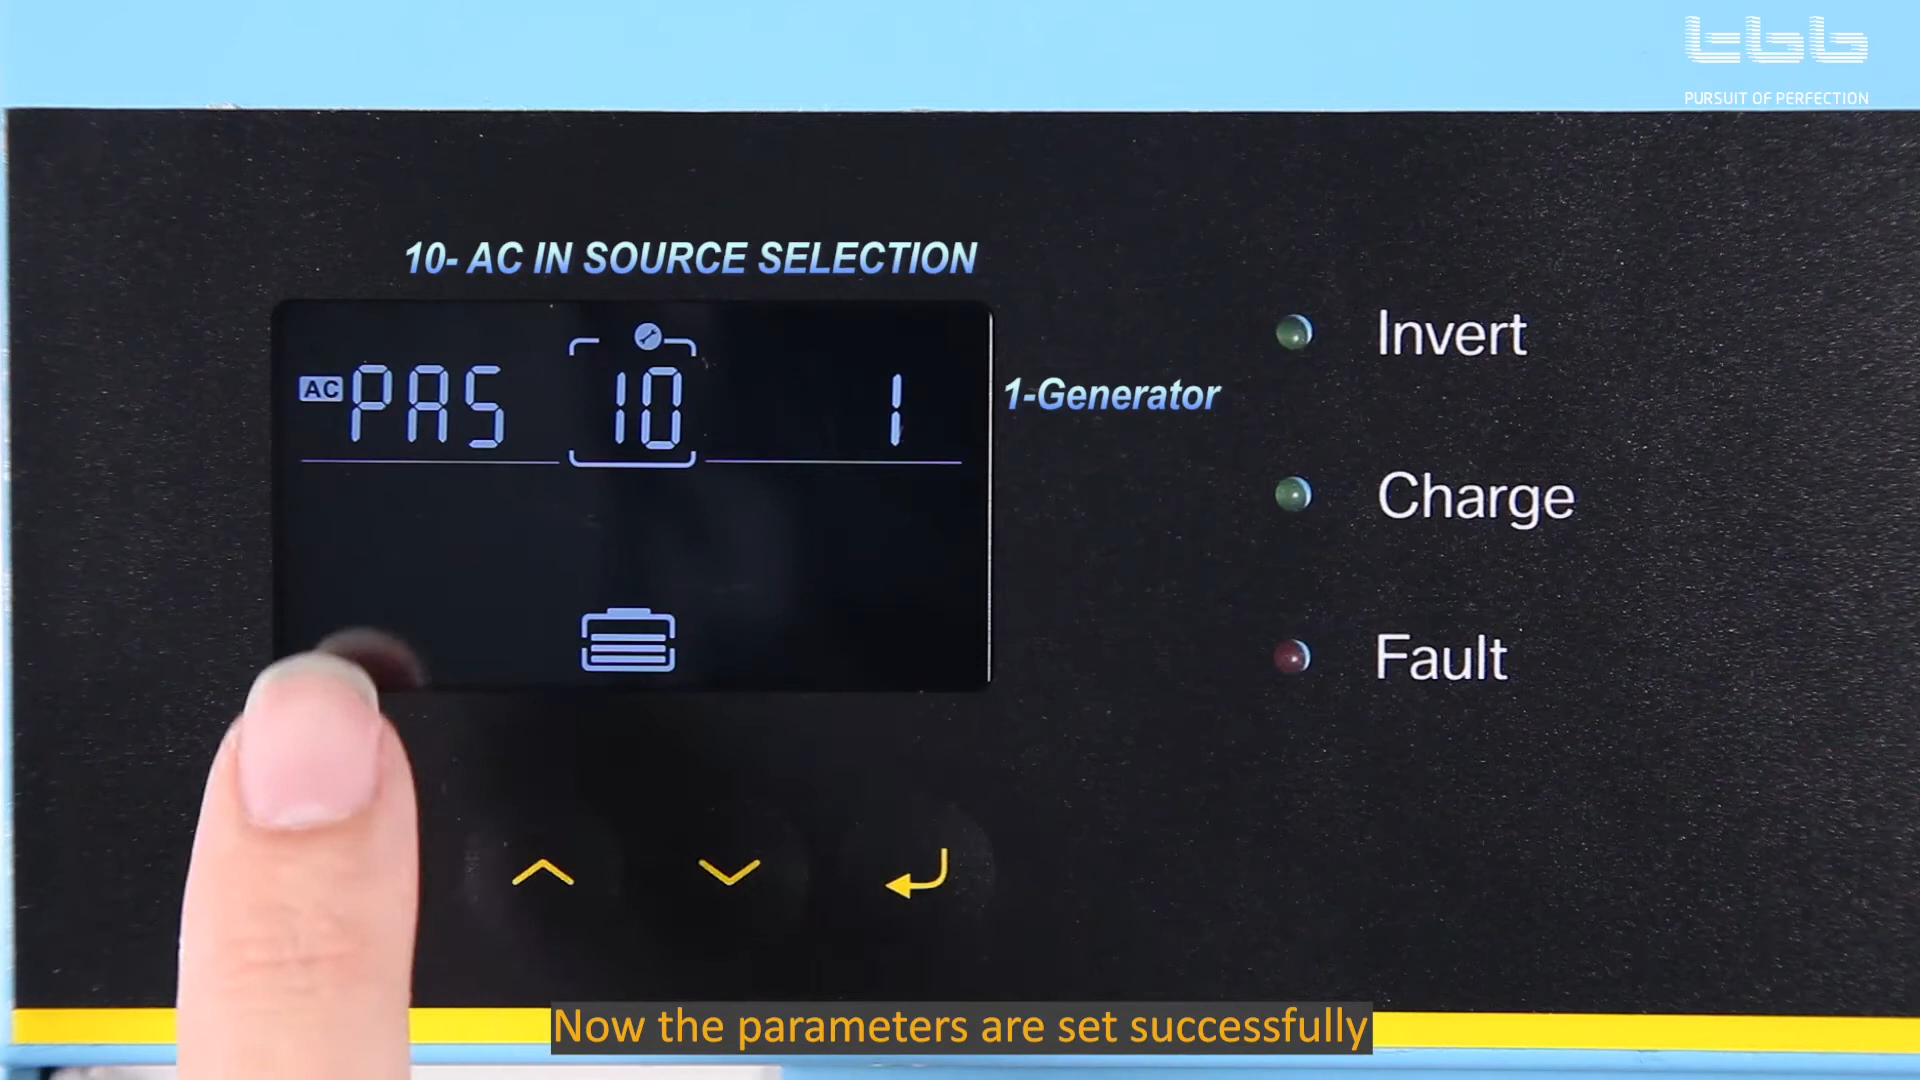 tbb
PURSUIT OF PERFECTION
10- AC IN SOURCE SELECTION
AC PAS 10 1
1-Generator
Invert
Charge
Fault
Now the parameters are set successfully